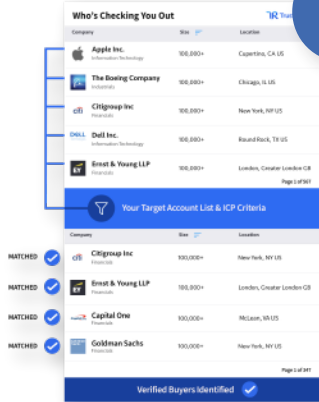 Who's Checking You Out
Company Size Location
Apple Inc.
Information Technology
100,000+ Cupertino, CA US
The Boeing Company
Industrials
100,000+ Chicago, IL US
citi Citigroup Inc
Financials
100,000+ New York, NY US
DELL Dell Inc.
Information Technology
100,000+ Round Rock, TX US
EY Ernst & Young LLP
Financials
100,000+ London, Greater London GB
Page 1 of 567
Your Target Account List & ICP Criteria
Company Size Location
MATCHED citi Citigroup Inc
Financials
100,000+ New York, NY US
MATCHED EY Ernst & Young LLP
Financials
100,000+ London, Greater London GB
MATCHED Capital One
Financials
100,000+ McLean, VA US
MATCHED Goldman Sachs
Financials
100,000+ New York, NY US
Page 1 of 347
Verified Buyers Identified